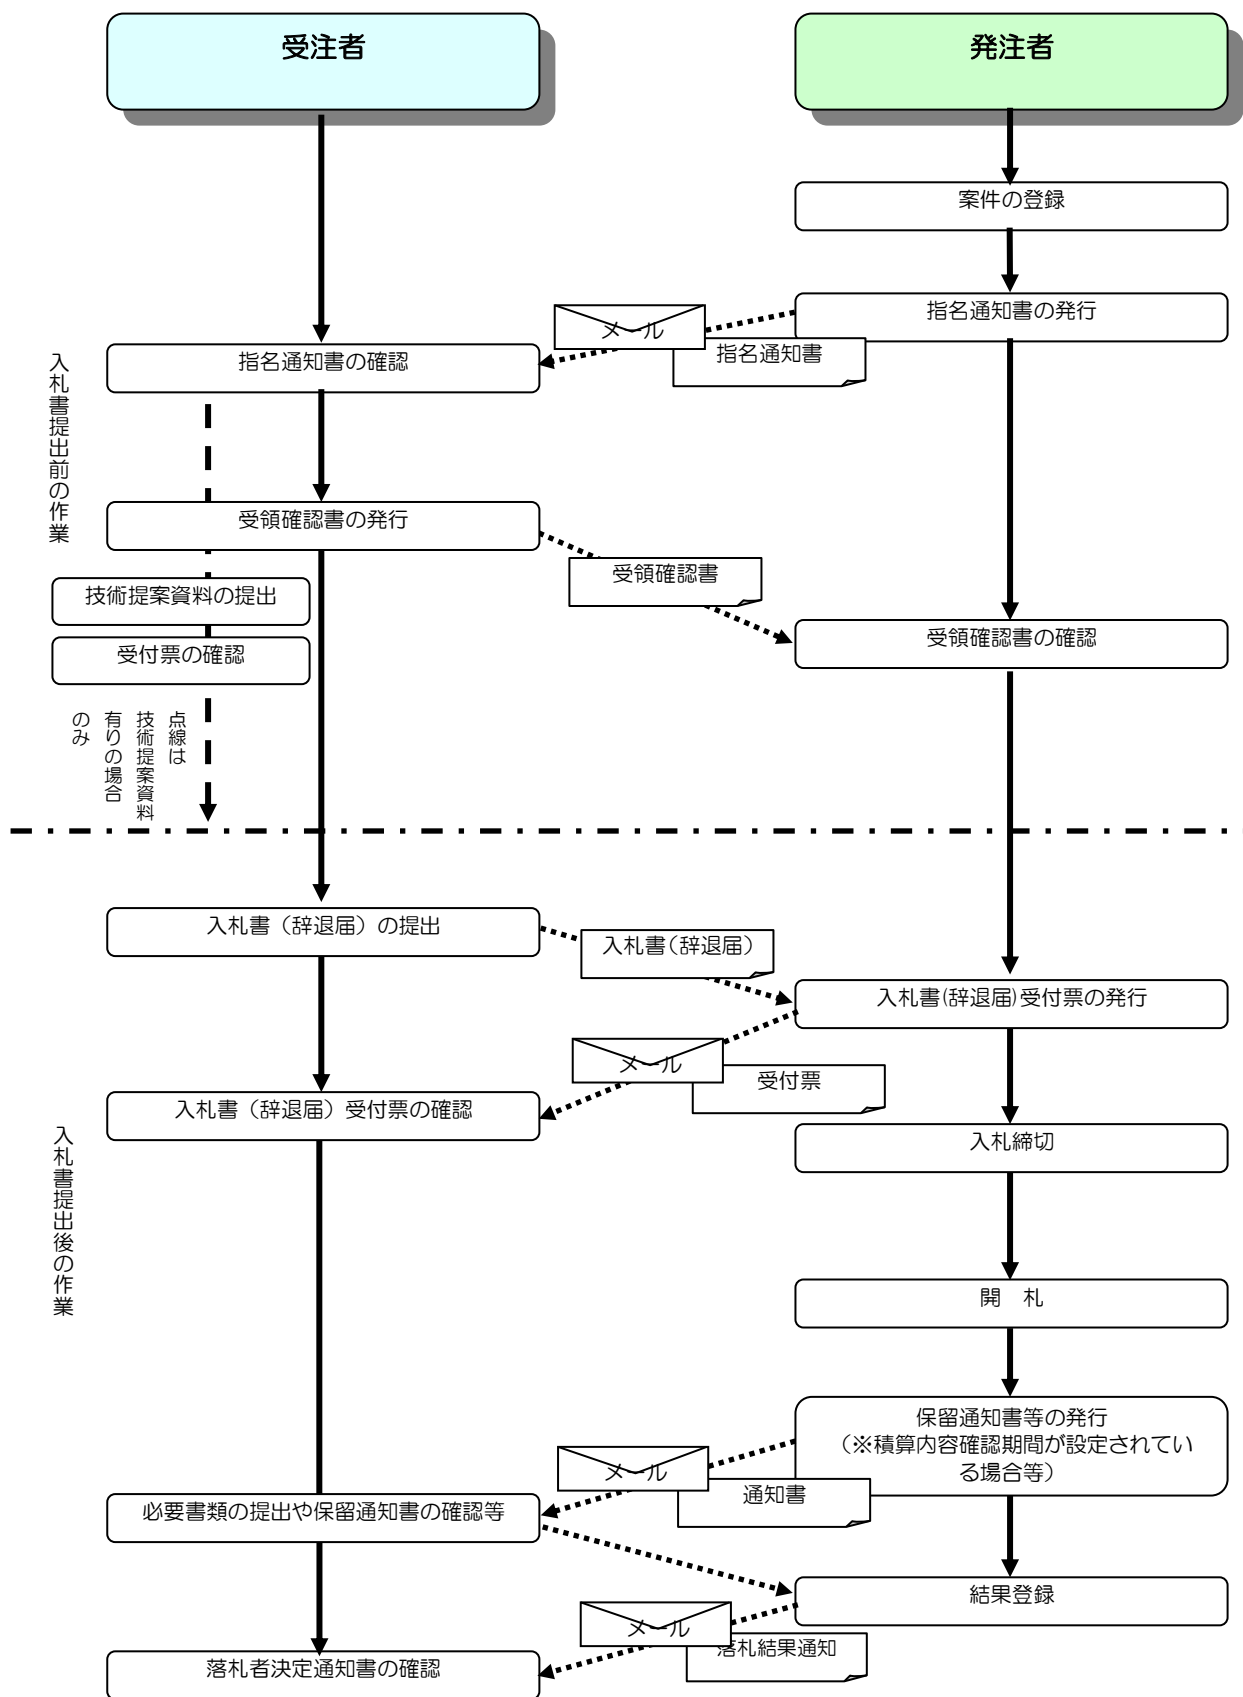 受注者
発注者
案件の登録
指名通知書の発行
メール
指名通知書
指名通知書の確認
入札書提出前の作業
受領確認書の発行
受領確認書
技術提案資料の提出
受領確認書の確認
受付票の確認
点線は
技術提案資料
有りの場合
のみ
入札書（辞退届）の提出
入札書（辞退届）
入札書(辞退届)受付票の発行
メール
受付票
入札書（辞退届）受付票の確認
入札締切
入札書提出後の作業
開　札
保留通知書等の発行
（※積算内容確認期間が設定されてい
る場合等）
メール
通知書
必要書類の提出や保留通知書の確認等
結果登録
メール
落札結果通知
落札者決定通知書の確認